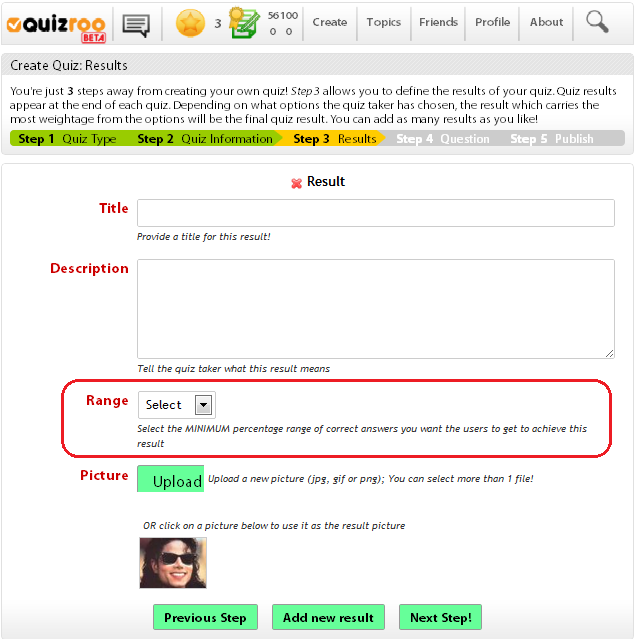 quizroo
BETA
3
56100
0 0
Create
Topics
Friends
Profile
About
Create Quiz: Results
You're just 3 steps away from creating your own quiz! Step 3 allows you to define the results of your quiz. Quiz results
appear at the end of each quiz. Depending on what options the quiz taker has chosen, the result which carries the
most weightage from the options will be the final quiz result. You can add as many results as you like!
Step 1 Quiz Type Step 2 Quiz Information Step 3 Results Step 4 Question Step 5 Publish
Result
Title
Provide a title for this result!
Description
Tell the quiz taker what this result means
Range Select
Select the MINIMUM percentage range of correct answers you want the users to get to achieve this
result
Picture Upload Upload a new picture (jpg, gif or png); You can select more than 1 file!
OR click on a picture below to use it as the result picture
Previous Step Add new result Next Step!